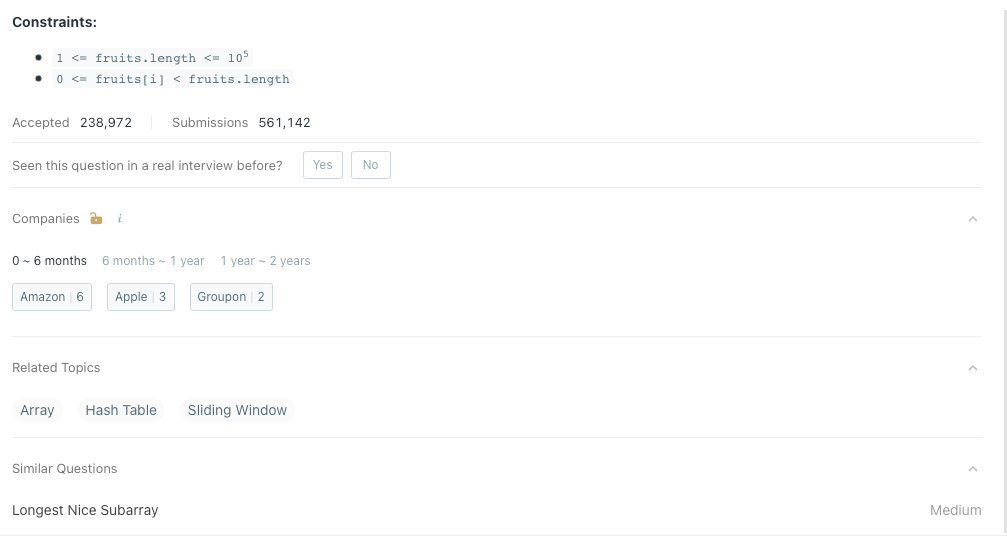 Constraints:
1 <= fruits.length <= 10⁵
0 <= fruits[i] < fruits.length
Accepted 238,972 Submissions 561,142
Seen this question in a real interview before? Yes No
Companies i
0 ~ 6 months 6 months ~ 1 year 1 year ~ 2 years
Amazon | 6 Apple | 3 Groupon | 2
Related Topics
Array Hash Table Sliding Window
Similar Questions
Longest Nice Subarray Medium